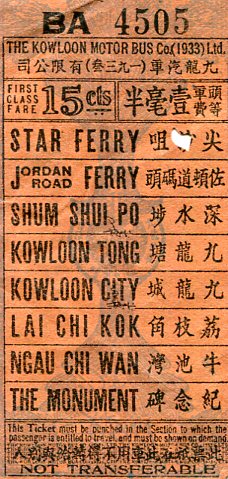 BA 4505
THE KOWLOON MOTOR BUS Co.(1933) Ltd.
司公限有(叁三九一)車汽龍九
FIRST CLASS FARE 15 cts 半毫壹 費等頭車
STAR FERRY 咀 尖
JORDAN ROAD FERRY 頭碼道頓佐
SHUM SHUI PO 埗水深
KOWLOON TONG 塘龍九
KOWLOON CITY 城龍九
LAI CHI KOK 角枝荔
NGAU CHI WAN 灣池牛
THE MONUMENT 碑念紀
This Ticket must be punched in the Section to which the
passenger is entitled to travel, and must be shown on demand.
NOT TRANSFERABLE